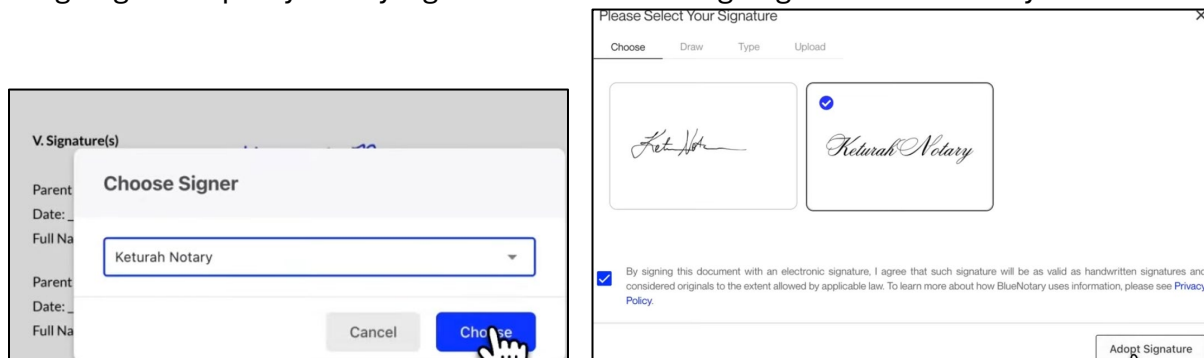 V. Signature(s)
Parent
Date: _
Full Na
Parent
Date: _
Full Na
Choose Signer
Keturah Notary
Cancel
Choose
Please Select Your Signature
Choose Draw Type Upload
Keturah Notary
By signing this document with an electronic signature, I agree that such signature will be as valid as handwritten signatures and
considered originals to the extent allowed by applicable law. To learn more about how BlueNotary uses information, please see Privacy
Policy.
Adopt Signature